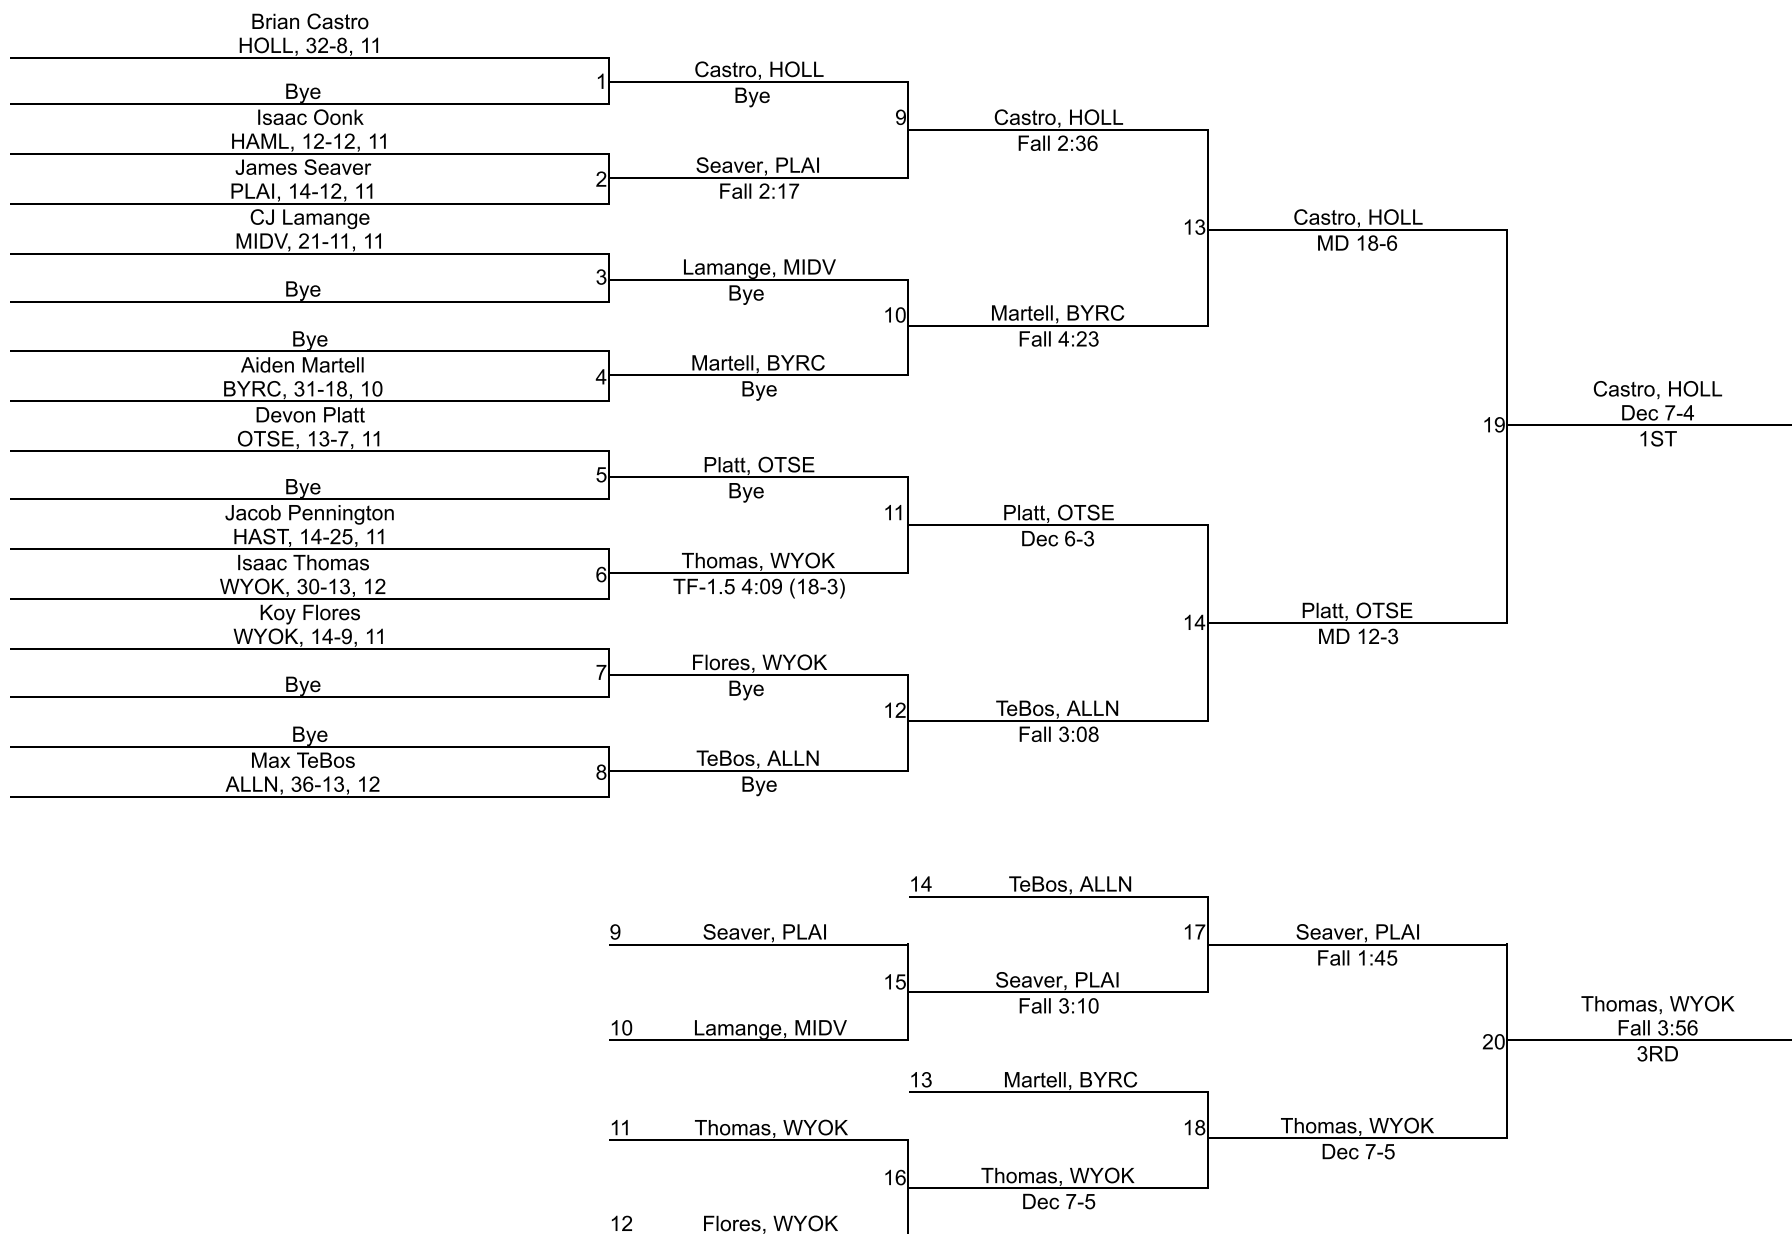 Brian Castro
HOLL, 32-8, 11
Bye
1
Isaac Oonk
HAML, 12-12, 11
James Seaver
PLAI, 14-12, 11
2
CJ Lamange
MIDV, 21-11, 11
Bye
3
Bye
Aiden Martell
BYRC, 31-18, 10
4
Devon Platt
OTSE, 13-7, 11
Bye
5
Jacob Pennington
HAST, 14-25, 11
Isaac Thomas
WYOK, 30-13, 12
6
Koy Flores
WYOK, 14-9, 11
Bye
7
Bye
Max TeBos
ALLN, 36-13, 12
8
Castro, HOLL
Bye
9
Seaver, PLAI
Fall 2:17
Lamange, MIDV
Bye
10
Martell, BYRC
Bye
Platt, OTSE
Bye
11
Thomas, WYOK
TF-1.5 4:09 (18-3)
Flores, WYOK
Bye
12
TeBos, ALLN
Bye
Castro, HOLL
Fall 2:36
13
Martell, BYRC
Fall 4:23
Platt, OTSE
Dec 6-3
14
TeBos, ALLN
Fall 3:08
Castro, HOLL
MD 18-6
19
Platt, OTSE
MD 12-3
Castro, HOLL
Dec 7-4
1ST
14 TeBos, ALLN
9 Seaver, PLAI
17
15
Seaver, PLAI
Fall 3:10
10 Lamange, MIDV
Seaver, PLAI
Fall 1:45
13 Martell, BYRC
11 Thomas, WYOK
18
16
Thomas, WYOK
Dec 7-5
12 Flores, WYOK
Thomas, WYOK
Dec 7-5
20
Thomas, WYOK
Fall 3:56
3RD